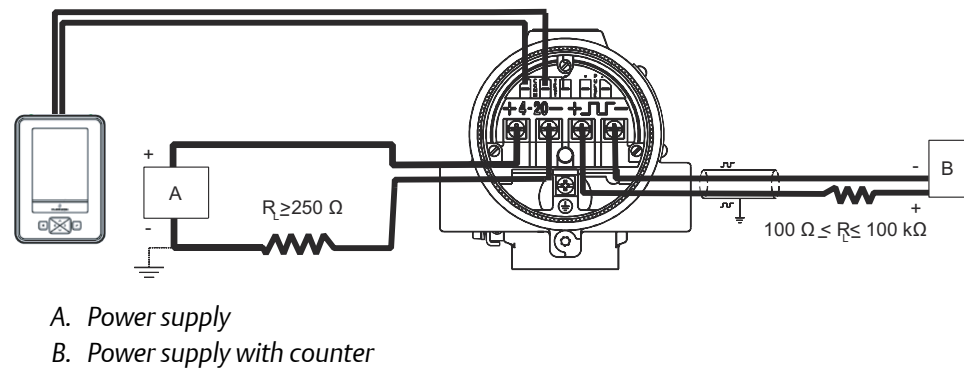 + 4-20 — + —
+
A
-
R_L ≥250 Ω
-
B
+
100 Ω ≤ R_L ≤ 100 kΩ
A. Power supply
B. Power supply with counter